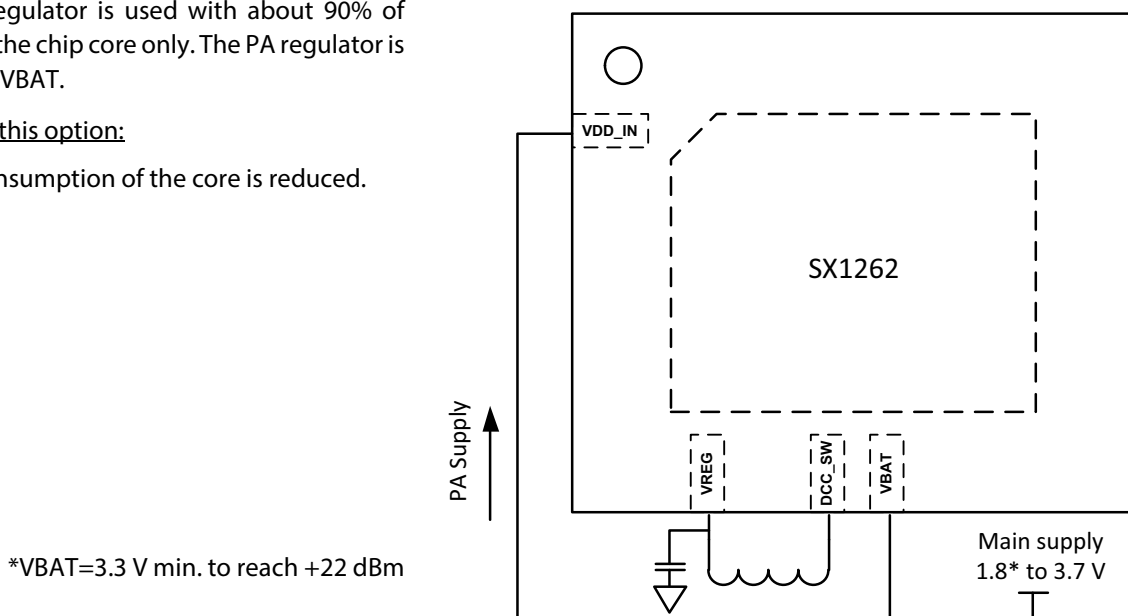 egulator is used with about 90% of
the chip core only. The PA regulator is
VBAT.
this option:
nsumption of the core is reduced.
*VBAT=3.3 V min. to reach +22 dBm
VDD_IN
SX1262
PA Supply
VREG
DCC_SW
VBAT
Main supply
1.8* to 3.7 V